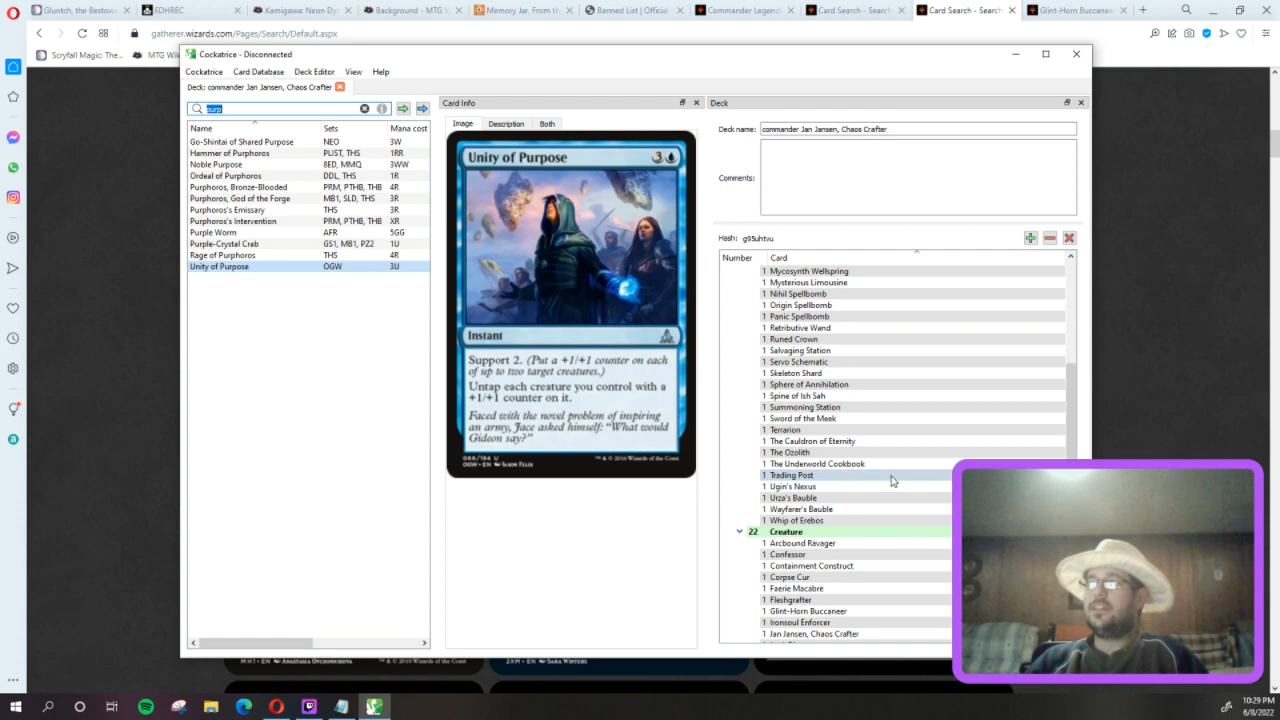 Gluntch, the Bestow
EDHREC
Kamigawa: Neon Dy
Background - MTG W
Memory Jar, From th
Banned List | Official
Commander Legend
Card Search - Search
Card Search - Search
Glint-Horn Buccanee
gatherer.wizards.com/Pages/Search/Default.aspx
Scryfall Magic: The...
MTG Wik
Cockatrice - Disconnected
Cockatrice Card Database Deck Editor View Help
Deck: commander Jan Jansen, Chaos Crafter
purp
Name Sets Mana cost
Go-Shintai of Shared Purpose NEO 3W
Hammer of Purphoros PLIST, THS 1RR
Noble Purpose 8ED, MMQ 3WW
Ordeal of Purphoros DDL, THS 1R
Purphoros, Bronze-Blooded PRM, PTHB, THB 4R
Purphoros, God of the Forge MB1, SLD, THS 3R
Purphoros's Emissary THS 3R
Purphoros's Intervention PRM, PTHB, THB XR
Purple Worm AFR 5GG
Purple-Crystal Crab GS1, MB1, PZ2 1U
Rage of Purphoros THS 4R
Unity of Purpose OGW 3U
Card Info
Image Description Both
Unity of Purpose 3
Instant
Support 2. (Put a +1/+1 counter on each
of up to two target creatures.)
Untap each creature you control with a
+1/+1 counter on it.
Faced with the novel problem of inspiring
an army, Jace asked himself: "What would
Gideon say?"
066/184 U
OGW • EN
™ & © 2016 Wizards of the Coast
Deck
Deck name: commander Jan Jansen, Chaos Crafter
Comments:
Hash: g95uhtvu
Number Card
1 Mycosynth Wellspring
1 Mysterious Limousine
1 Nihil Spellbomb
1 Origin Spellbomb
1 Panic Spellbomb
1 Retributive Wand
1 Runed Crown
1 Salvaging Station
1 Servo Schematic
1 Skeleton Shard
1 Sphere of Annihilation
1 Spine of Ish Sah
1 Summoning Station
1 Sword of the Meek
1 Terrarion
1 The Cauldron of Eternity
1 The Ozolith
1 The Underworld Cookbook
1 Trading Post
1 Ugin's Nexus
1 Urza's Bauble
1 Wayfarer's Bauble
1 Whip of Erebos
22 Creature
1 Arcbound Ravager
1 Confessor
1 Containment Construct
1 Corpse Cur
1 Faerie Macabre
1 Fleshgrafter
1 Glint-Horn Buccaneer
1 Ironsoul Enforcer
1 Jan Jansen, Chaos Crafter
10:29 PM
6/8/2022